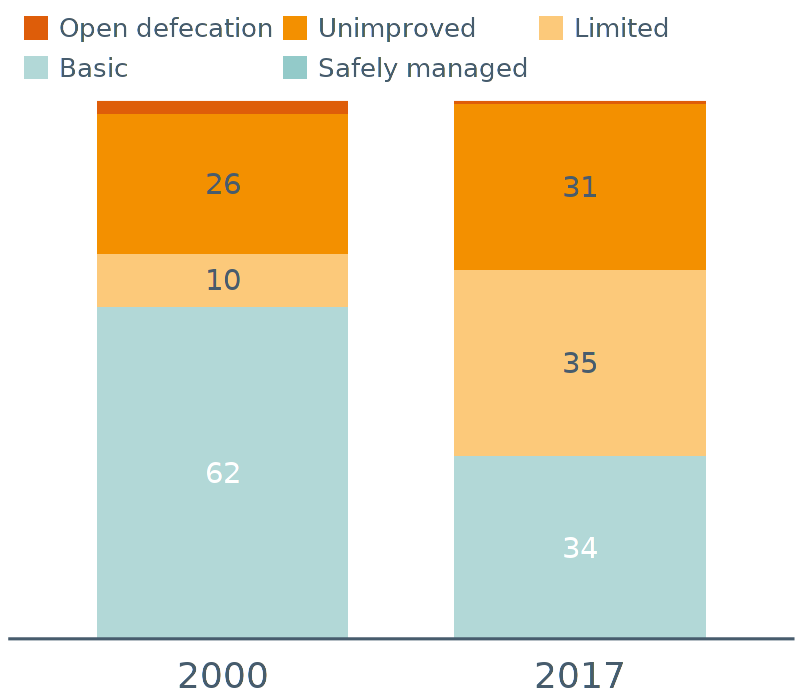 Open defecation Unimproved Limited
Basic Safely managed
26 31
10 35
62 34
2000 2017